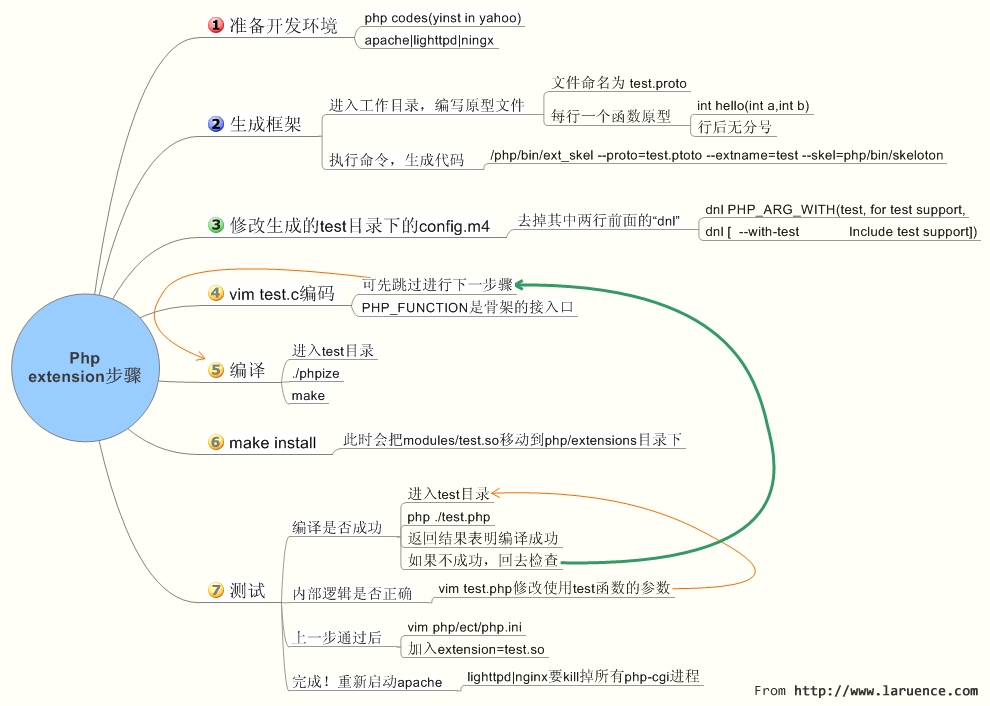 Php
extension步骤
1 准备开发环境
php codes(yinst in yahoo)
apache|lighttpd|ningx
2 生成框架
进入工作目录，编写原型文件
文件命名为 test.proto
每行一个函数原型
int hello(int a,int b)
行后无分号
执行命令，生成代码
/php/bin/ext_skel --proto=test.ptoto --extname=test --skel=php/bin/skeloton
3 修改生成的test目录下的config.m4
去掉其中两行前面的“dnl”
dnl PHP_ARG_WITH(test, for test support,
dnl [ --with-test Include test support])
4 vim test.c编码
可先跳过进行下一步骤
PHP_FUNCTION是骨架的接入口
5 编译
进入test目录
./phpize
make
6 make install
此时会把modules/test.so移动到php/extensions目录下
7 测试
编译是否成功
进入test目录
php ./test.php
返回结果表明编译成功
如果不成功，回去检查
内部逻辑是否正确
vim test.php修改使用test函数的参数
上一步通过后
vim php/ect/php.ini
加入extension=test.so
完成！重新启动apache
lighttpd|nginx要kill掉所有php-cgi进程
From http://www.laruence.com